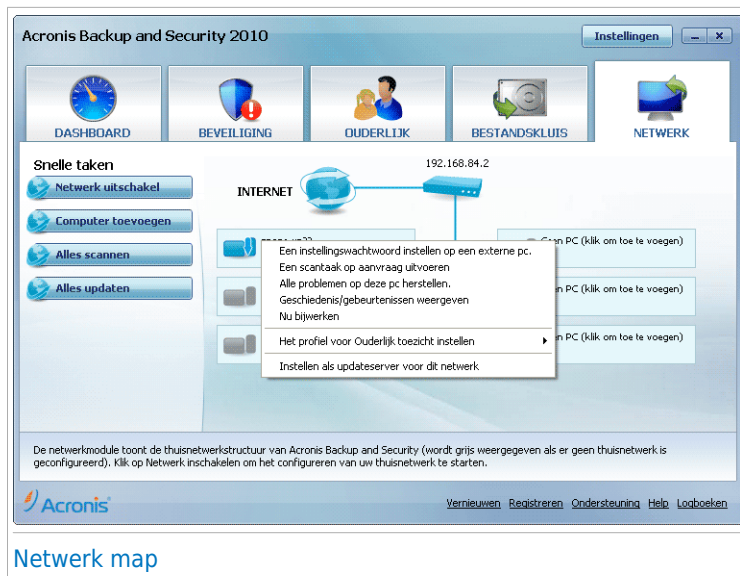 Acronis Backup and Security 2010
Instellingen
DASHBOARD
BEVEILIGING
OUDERLIJK
BESTANDSKLUIS
NETWERK
Snelle taken
Netwerk uitschakel
Computer toevoegen
Alles scannen
Alles updaten
192.168.84.2
INTERNET
PC (klik om toe te voegen)
Een instellingswachtwoord instellen op een externe pc.
Een scantaak op aanvraag uitvoeren
Alle problemen op deze pc herstellen.
Geschiedenis/gebeurtenissen weergeven
Nu bijwerken
Het profiel voor Ouderlijk toezicht instellen
Instellen als updateserver voor dit netwerk
PC (klik om toe te voegen)
PC (klik om toe te voegen)
De netwerkmodule toont de thuisnetwerkstructuur van Acronis Backup and Security (wordt grijs weergegeven als er geen thuisnetwerk is
geconfigureerd). Klik op Netwerk inschakelen om het configureren van uw thuisnetwerk te starten.
Acronis
Vernieuwen Registreren Ondersteuning Help Logboeken
Netwerk map